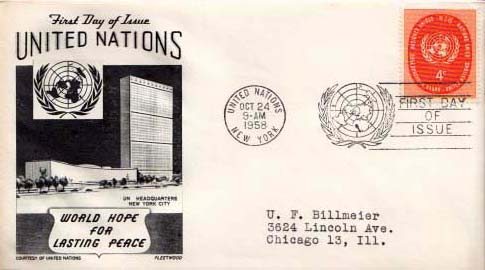 First Day of Issue
UNITED NATIONS
UN HEADQUARTERS
NEW YORK CITY
WORLD HOPE
FOR
LASTING PEACE
COURTESY OF UNITED NATIONS
FLEETWOOD
UNITED NATIONS
OCT 24
9-AM
1958
NEW YORK
4c
FIRST DAY
OF
ISSUE
U. F. Billmeier
3624 Lincoln Ave.
Chicago 13, Ill.